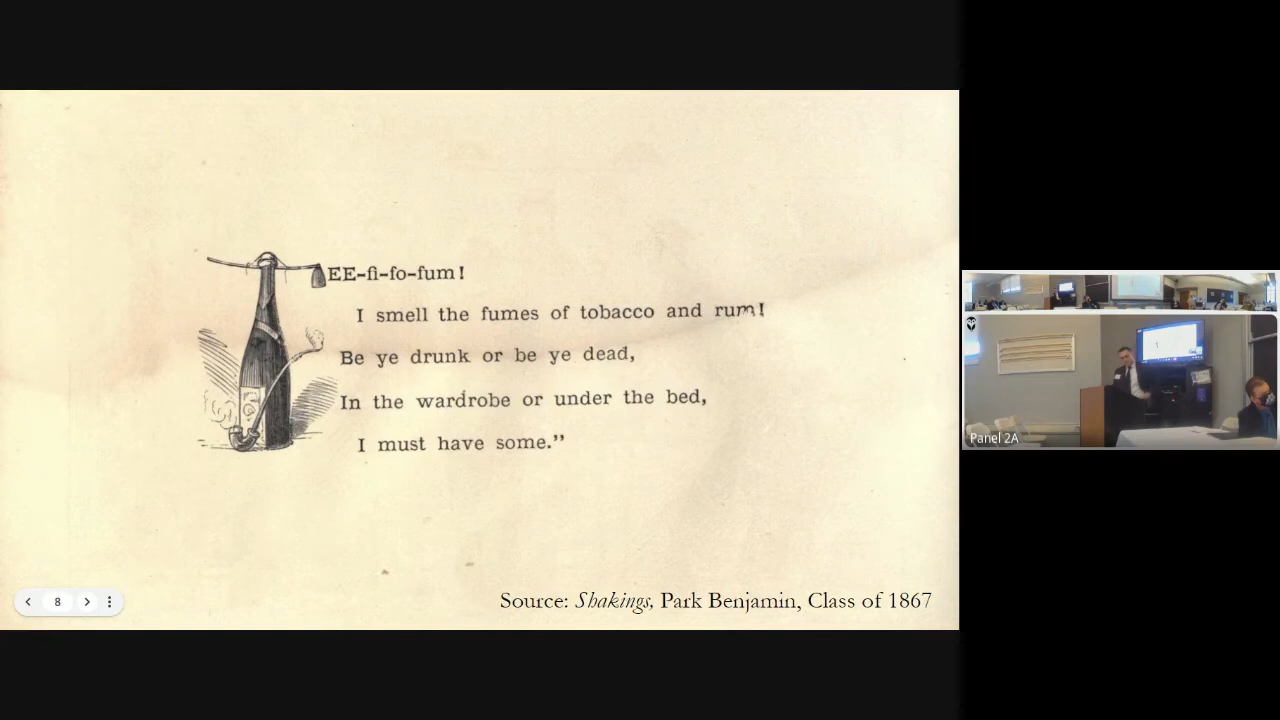 EE-fi-fo-fum!
I smell the fumes of tobacco and rum!
Be ye drunk or be ye dead,
In the wardrobe or under the bed,
I must have some.”
Source: Shakings, Park Benjamin, Class of 1867
8
Panel 2A